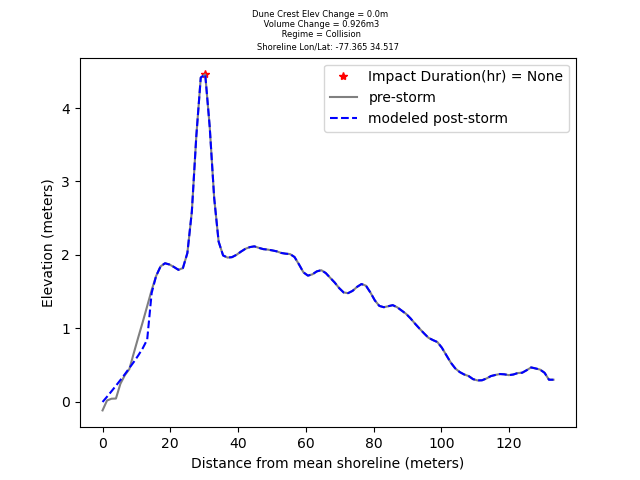 Dune Crest Elev Change = 0.0m
Volume Change = 0.926m3
Regime = Collision
Shoreline Lon/Lat: -77.365 34.517
Impact Duration(hr) = None
pre-storm
modeled post-storm
Elevation (meters)
4
3
2
1
0
0 20 40 60 80 100 120
Distance from mean shoreline (meters)